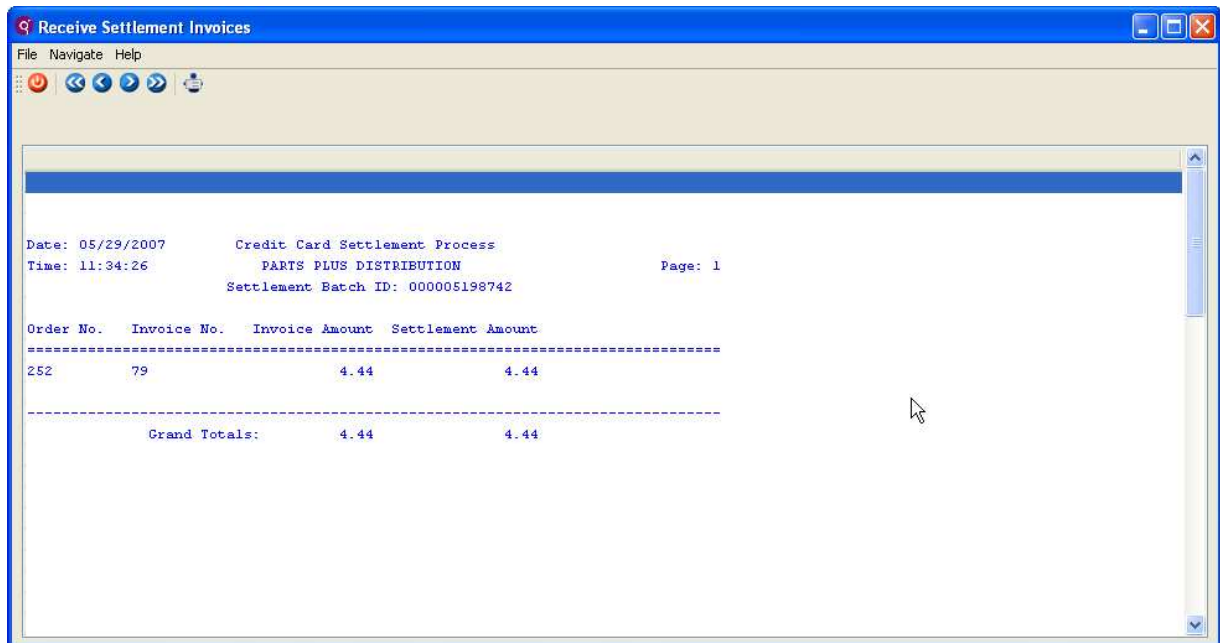 Receive Settlement Invoices
File Navigate Help
Date: 05/29/2007 Credit Card Settlement Process
Time: 11:34:26 PARTS PLUS DISTRIBUTION Page: 1
Settlement Batch ID: 000005198742
Order No. Invoice No. Invoice Amount Settlement Amount
================================================================================
252 79 4.44 4.44
--------------------------------------------------------------------------------
Grand Totals: 4.44 4.44